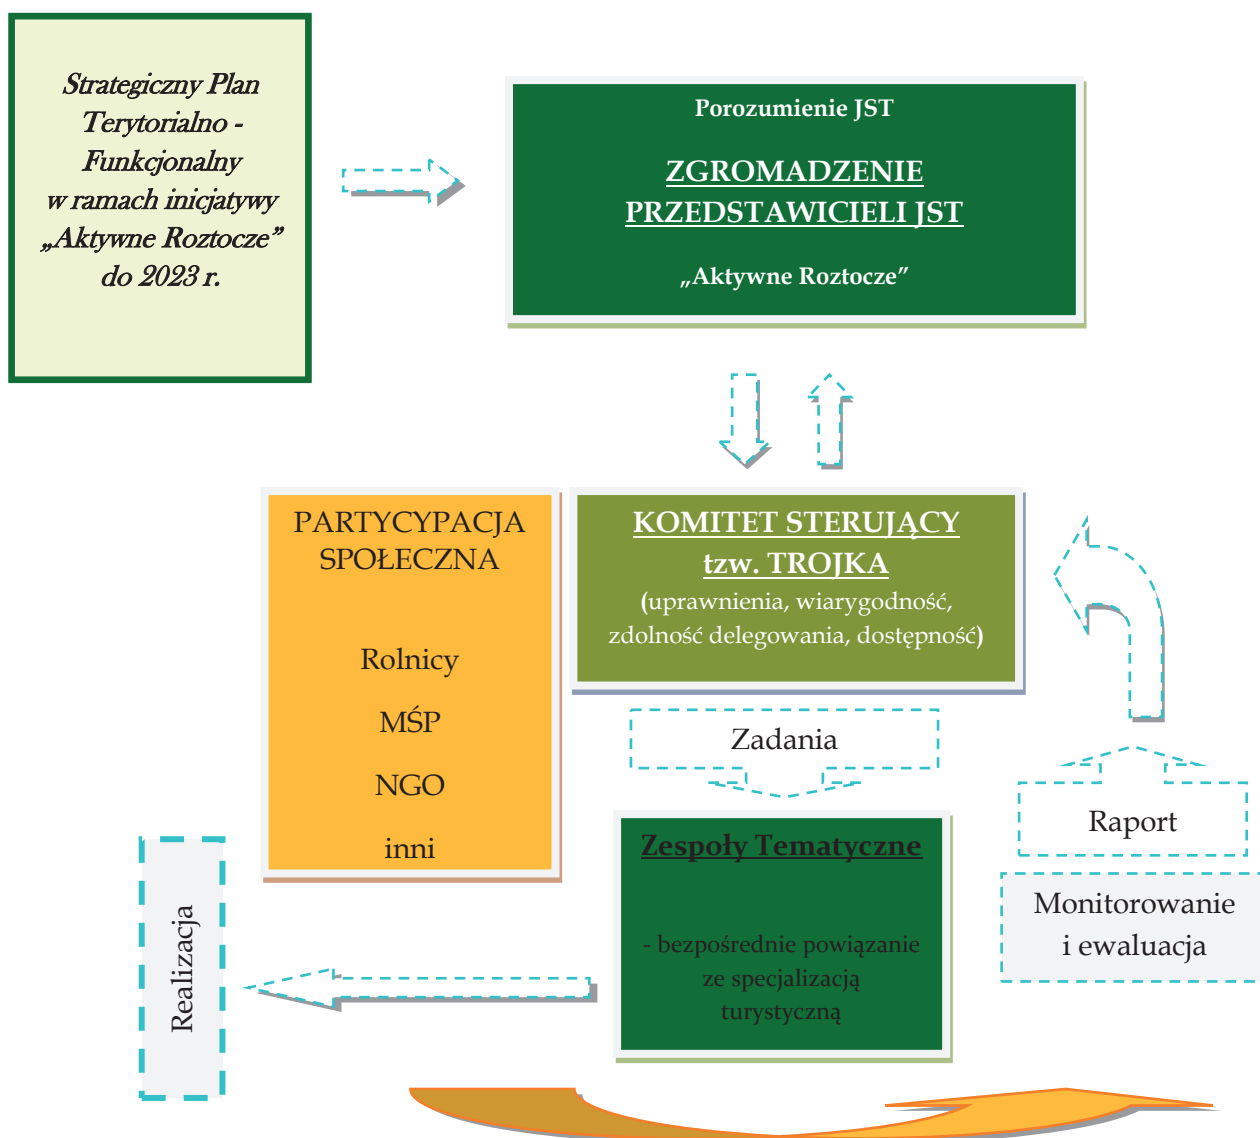 Strategiczny Plan
Terytorialno -
Funkcjonalny
w ramach inicjatywy
„Aktywne Roztocze”
do 2023 r.
Porozumienie JST
ZGROMADZENIE
PRZEDSTAWICIELI JST
„Aktywne Roztocze”
PARTYCYPACJA
SPOŁECZNA
Rolnicy
MŚP
NGO
inni
KOMITET STERUJĄCY
tzw. TROJKA
(uprawnienia, wiarygodność,
zdolność delegowania, dostępność)
Zadania
Zespoły Tematyczne
- bezpośrednie powiązanie
ze specjalizacją
turystyczną
Raport
Monitorowanie
i ewaluacja
Realizacja